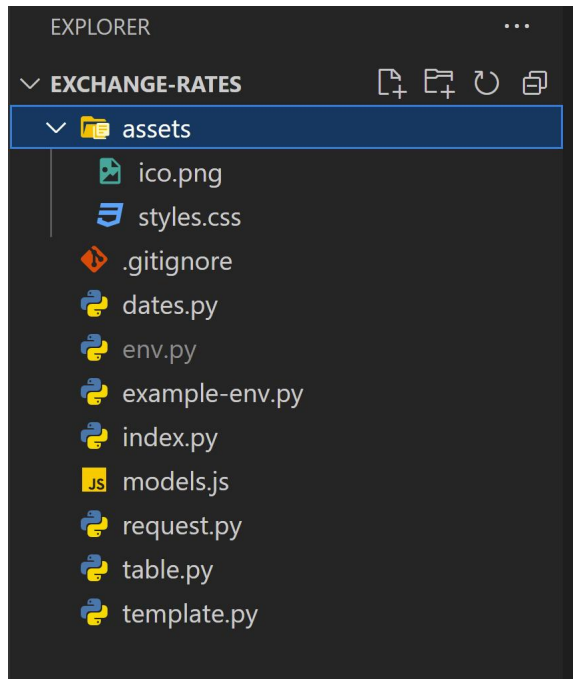 EXPLORER
EXCHANGE-RATES
assets
ico.png
styles.css
.gitignore
dates.py
env.py
example-env.py
index.py
JS models.js
request.py
table.py
template.py